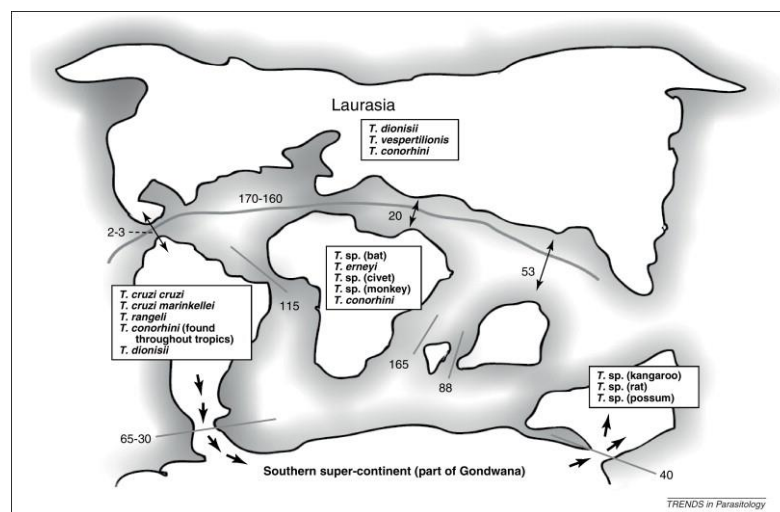 Laurasia
T. dionisii
T. vespertilionis
T. conorhini
170-160
20
2-3
53
T. sp. (bat)
T. erneyi
T. sp. (civet)
T. sp. (monkey)
T. conorhini
T. cruzi cruzi
T. cruzi marinkellei
T. rangeli
T. conorhini (found
throughout tropics)
T. dionisii
115
165
88
T. sp. (kangaroo)
T. sp. (rat)
T. sp. (possum)
65-30
Southern super-continent (part of Gondwana)
40
TRENDS in Parasitology